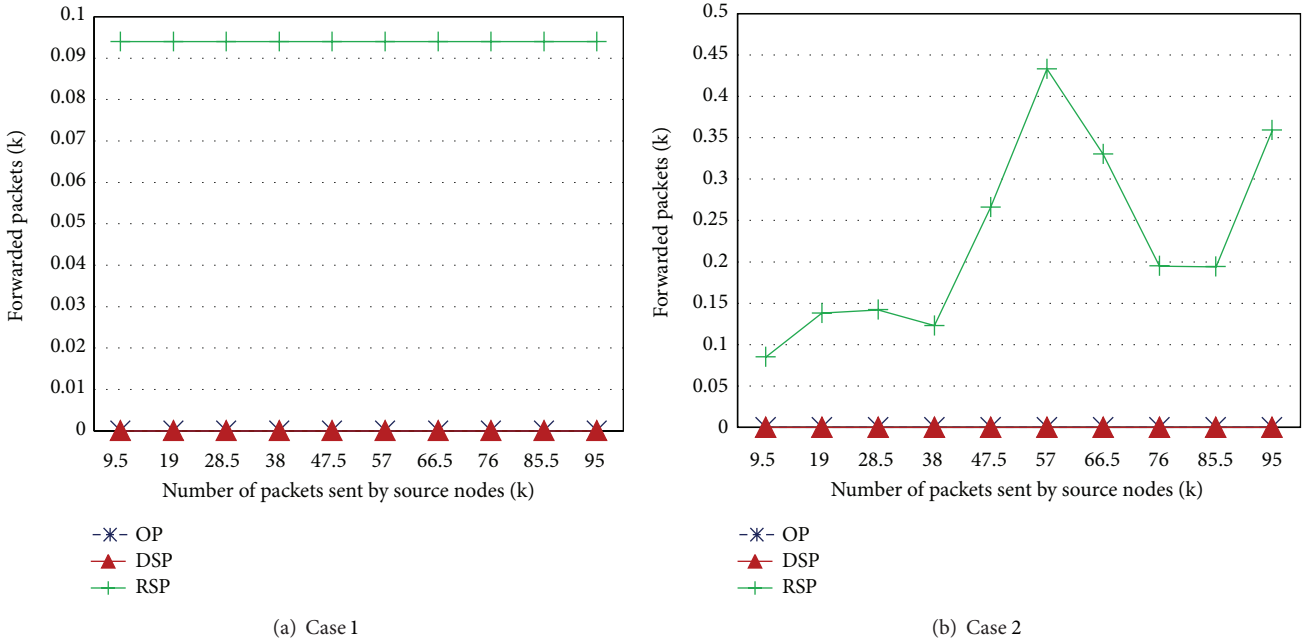 0.1
0.09
0.08
0.07
0.06
0.05
0.04
0.03
0.02
0.01
0
Forwarded packets (k)
9.5 19 28.5 38 47.5 57 66.5 76 85.5 95
Number of packets sent by source nodes (k)
OP
DSP
RSP
(a) Case 1
0.5
0.45
0.4
0.35
0.3
0.25
0.2
0.15
0.1
0.05
0
Forwarded packets (k)
9.5 19 28.5 38 47.5 57 66.5 76 85.5 95
Number of packets sent by source nodes (k)
OP
DSP
RSP
(b) Case 2